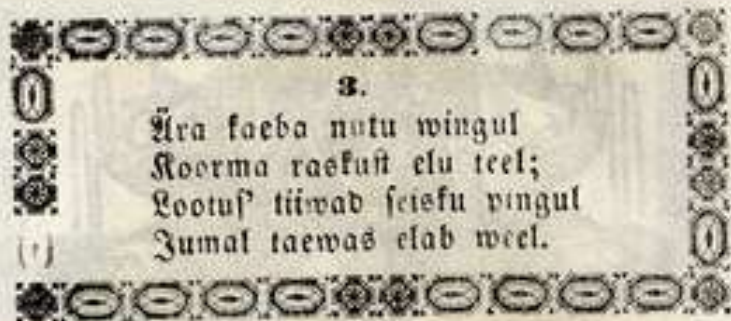 3.
Ära kaeba nutu wingul
Koorma raskust elu teel;
Lootus' tiiwad seisku pingul
Jumal taewas elab weel.